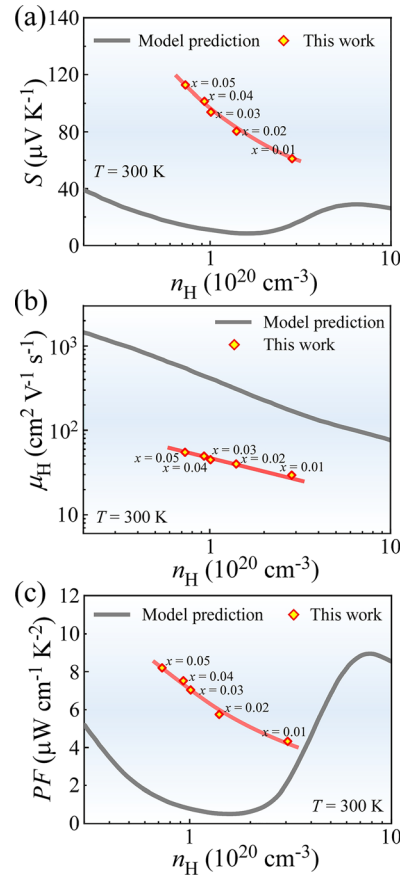 (a)
140
120
100
80
60
40
20
0
S (μV K⁻¹)
Model prediction
This work
x = 0.05
x = 0.04
x = 0.03
x = 0.02
x = 0.01
T = 300 K
1
10
n_H (10²⁰ cm⁻³)
(b)
10³
10²
10
μ_H (cm² V⁻¹ s⁻¹)
Model prediction
This work
x = 0.05
x = 0.04
x = 0.03
x = 0.02
x = 0.01
T = 300 K
1
10
n_H (10²⁰ cm⁻³)
(c)
12
10
8
6
4
2
0
PF (μW cm⁻¹ K⁻²)
Model prediction
This work
x = 0.05
x = 0.04
x = 0.03
x = 0.02
x = 0.01
T = 300 K
1
10
n_H (10²⁰ cm⁻³)